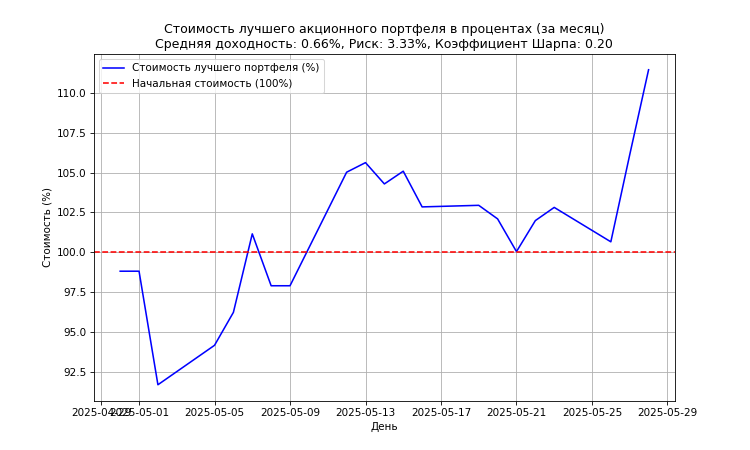 Стоимость лучшего акционного портфеля в процентах (за месяц)
Средняя доходность: 0.66%, Риск: 3.33%, Коэффициент Шарпа: 0.20
Стоимость лучшего портфеля (%)
Начальная стоимость (100%)
Стоимость (%)
110.0
107.5
105.0
102.5
100.0
97.5
95.0
92.5
2025-04-29 2025-05-01 2025-05-05 2025-05-09 2025-05-13 2025-05-17 2025-05-21 2025-05-25 2025-05-29
День